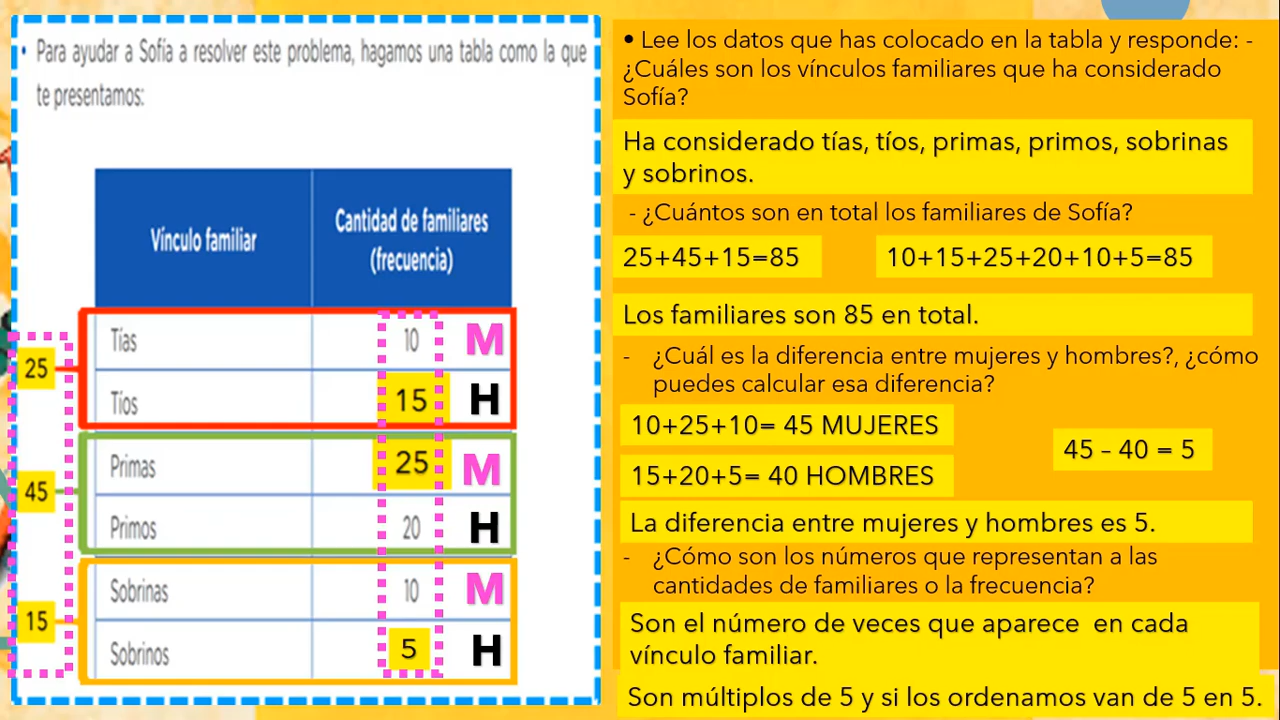 • Para ayudar a Sofía a resolver este problema, hagamos una tabla como la que
te presentamos:
Vínculo familiar
Cantidad de familiares
(frecuencia)
Tías 10 M
25
Tíos 15 H
Primas 25 M
45
Primos 20 H
Sobrinas 10 M
15
Sobrinos 5 H
• Lee los datos que has colocado en la tabla y responde: -
¿Cuáles son los vínculos familiares que ha considerado
Sofía?
Ha considerado tías, tíos, primas, primos, sobrinas
y sobrinos.
- ¿Cuántos son en total los familiares de Sofía?
25+45+15=85
10+15+25+20+10+5=85
Los familiares son 85 en total.
- ¿Cuál es la diferencia entre mujeres y hombres?, ¿cómo
puedes calcular esa diferencia?
10+25+10= 45 MUJERES
45 – 40 = 5
15+20+5= 40 HOMBRES
La diferencia entre mujeres y hombres es 5.
- ¿Cómo son los números que representan a las
cantidades de familiares o la frecuencia?
Son el número de veces que aparece en cada
vínculo familiar.
Son múltiplos de 5 y si los ordenamos van de 5 en 5.